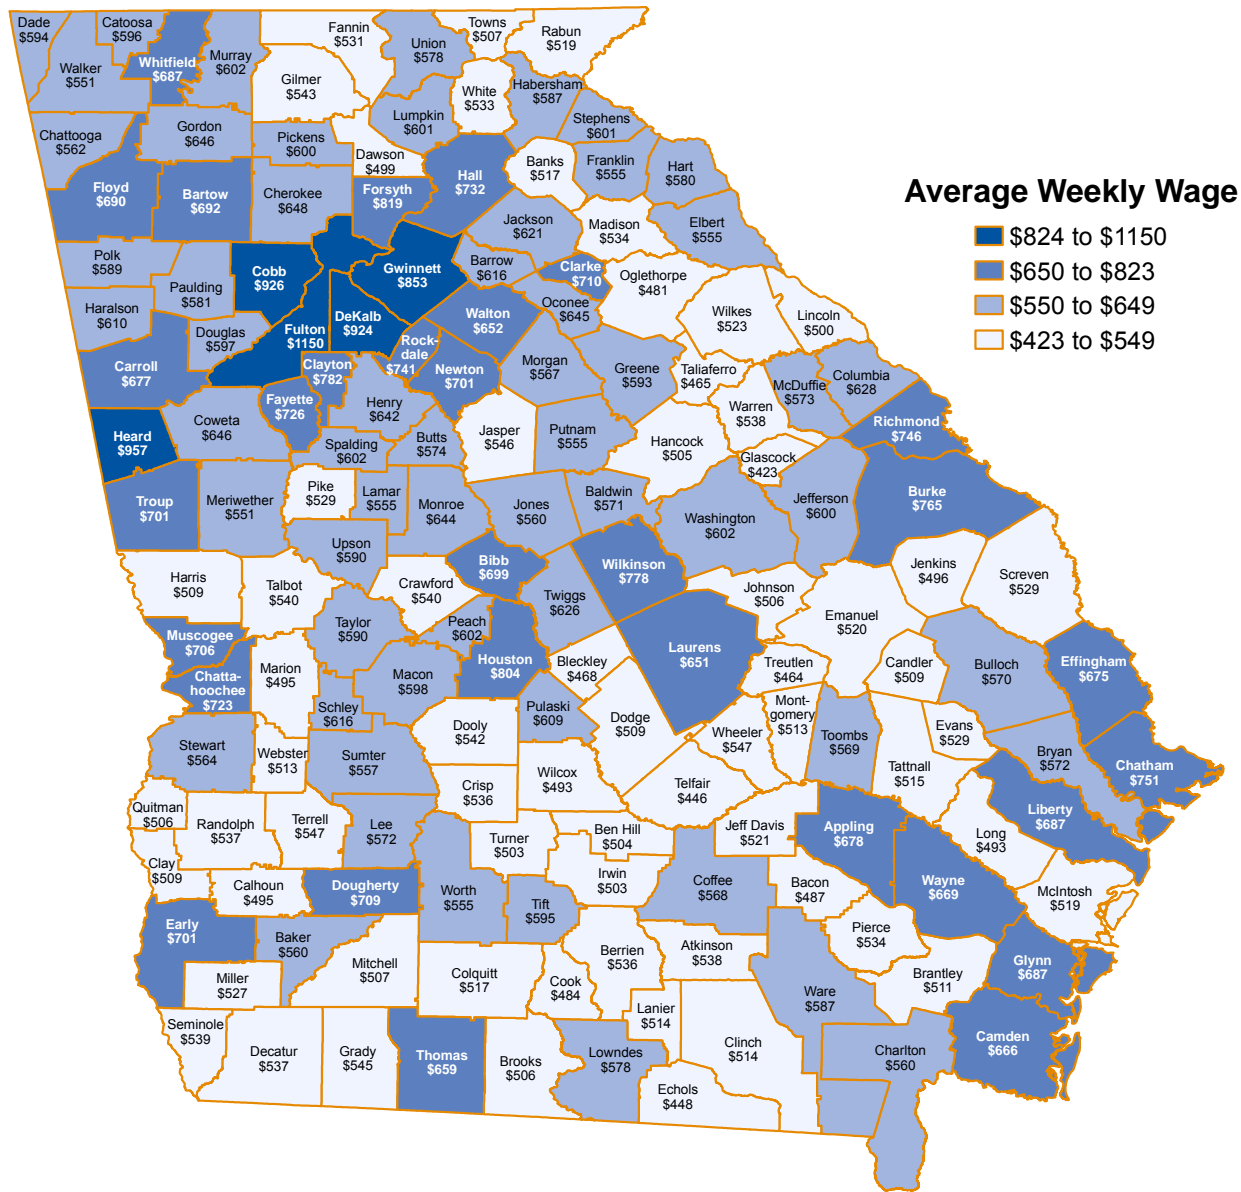 Dade
$594
Catoosa
$596
Whitfield
$687
Walker
$551
Murray
$602
Fannin
$531
Gilmer
$543
Union
$578
Towns
$507
Rabun
$519
White
$533
Habersham
$587
Lumpkin
$601
Stephens
$601
Chattooga
$562
Gordon
$646
Pickens
$600
Dawson
$499
Banks
$517
Franklin
$555
Hart
$580
Floyd
$690
Bartow
$692
Cherokee
$648
Forsyth
$819
Hall
$732
Average Weekly Wage
$824 to $1150
$650 to $823
$550 to $649
$423 to $549
Jackson
$621
Madison
$534
Elbert
$555
Polk
$589
Paulding
$581
Cobb
$926
Gwinnett
$853
Barrow
$616
Clarke
$710
Oglethorpe
$481
Haralson
$610
Douglas
$597
Fulton
$1150
DeKalb
$924
Walton
$652
Oconee
$645
Wilkes
$523
Lincoln
$500
Carroll
$677
Clayton
$782
Rock-
dale
$741
Newton
$701
Morgan
$567
Greene
$593
Taliaferro
$465
McDuffie
$573
Columbia
$628
Heard
$957
Coweta
$646
Fayette
$726
Henry
$642
Spalding
$602
Butts
$574
Jasper
$546
Putnam
$555
Hancock
$505
Warren
$538
Glascock
$423
Richmond
$746
Troup
$701
Meriwether
$551
Pike
$529
Lamar
$555
Monroe
$644
Jones
$560
Baldwin
$571
Washington
$602
Jefferson
$600
Burke
$765
Upson
$590
Harris
$509
Talbot
$540
Crawford
$540
Bibb
$699
Twiggs
$626
Wilkinson
$778
Johnson
$506
Emanuel
$520
Jenkins
$496
Screven
$529
Muscogee
$706
Chatta-
hoochee
$723
Marion
$495
Taylor
$590
Peach
$602
Macon
$598
Houston
$804
Bleckley
$468
Laurens
$651
Treutlen
$464
Candler
$509
Bulloch
$570
Effingham
$675
Schley
$616
Stewart
$564
Webster
$513
Sumter
$557
Dooly
$542
Pulaski
$609
Dodge
$509
Wheeler
$547
Mont-
gomery
$513
Toombs
$569
Tattnall
$515
Evans
$529
Bryan
$572
Chatham
$751
Quitman
$506
Randolph
$537
Terrell
$547
Lee
$572
Crisp
$536
Wilcox
$493
Telfair
$446
Jeff Davis
$521
Appling
$678
Long
$493
Liberty
$687
Clay
$509
Calhoun
$495
Dougherty
$709
Worth
$555
Turner
$503
Ben Hill
$504
Irwin
$503
Tift
$595
Coffee
$568
Bacon
$487
Wayne
$669
McIntosh
$519
Early
$701
Baker
$560
Miller
$527
Mitchell
$507
Colquitt
$517
Cook
$484
Berrien
$536
Atkinson
$538
Pierce
$534
Ware
$587
Brantley
$511
Glynn
$687
Seminole
$539
Decatur
$537
Grady
$545
Thomas
$659
Brooks
$506
Lowndes
$578
Lanier
$514
Echols
$448
Clinch
$514
Charlton
$560
Camden
$666